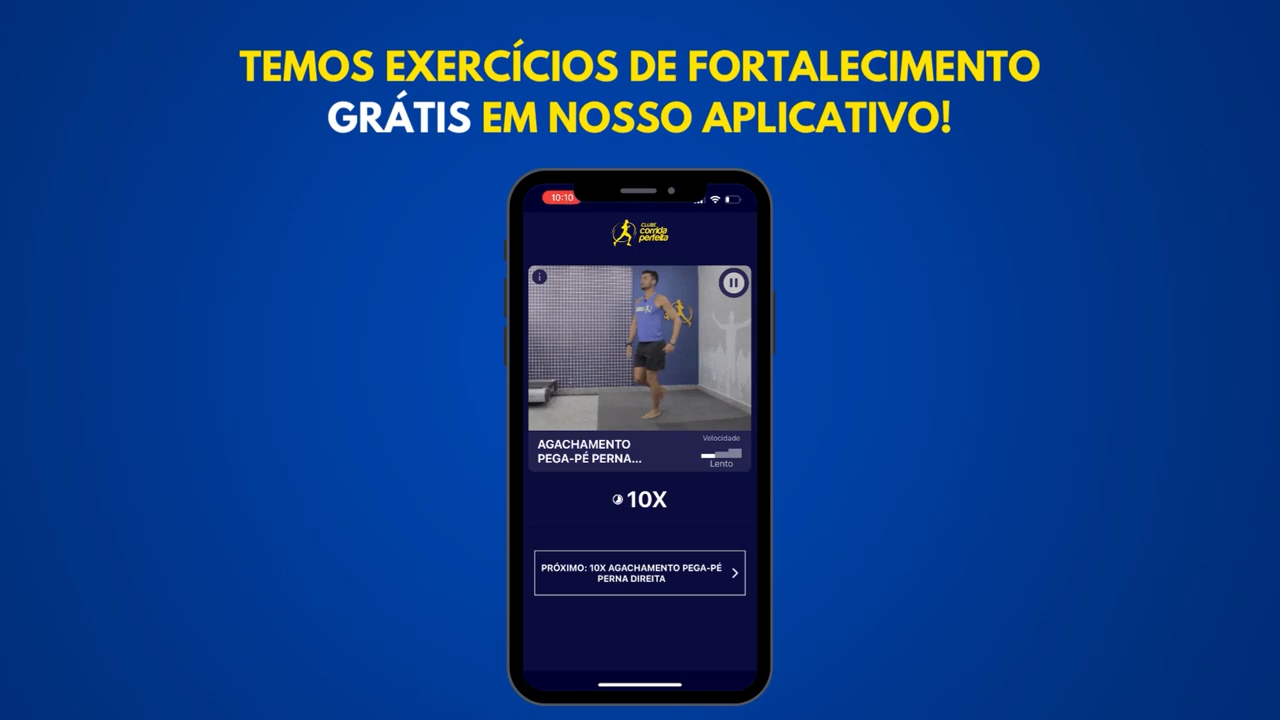 TEMOS EXERCÍCIOS DE FORTALECIMENTO
GRÁTIS EM NOSSO APLICATIVO!
10:10
CLUBE
corrida
perfeita
AGACHAMENTO
PEGA-PÉ PERNA...
Velocidade
Lento
10X
PRÓXIMO: 10X AGACHAMENTO PEGA-PÉ
PERNA DIREITA